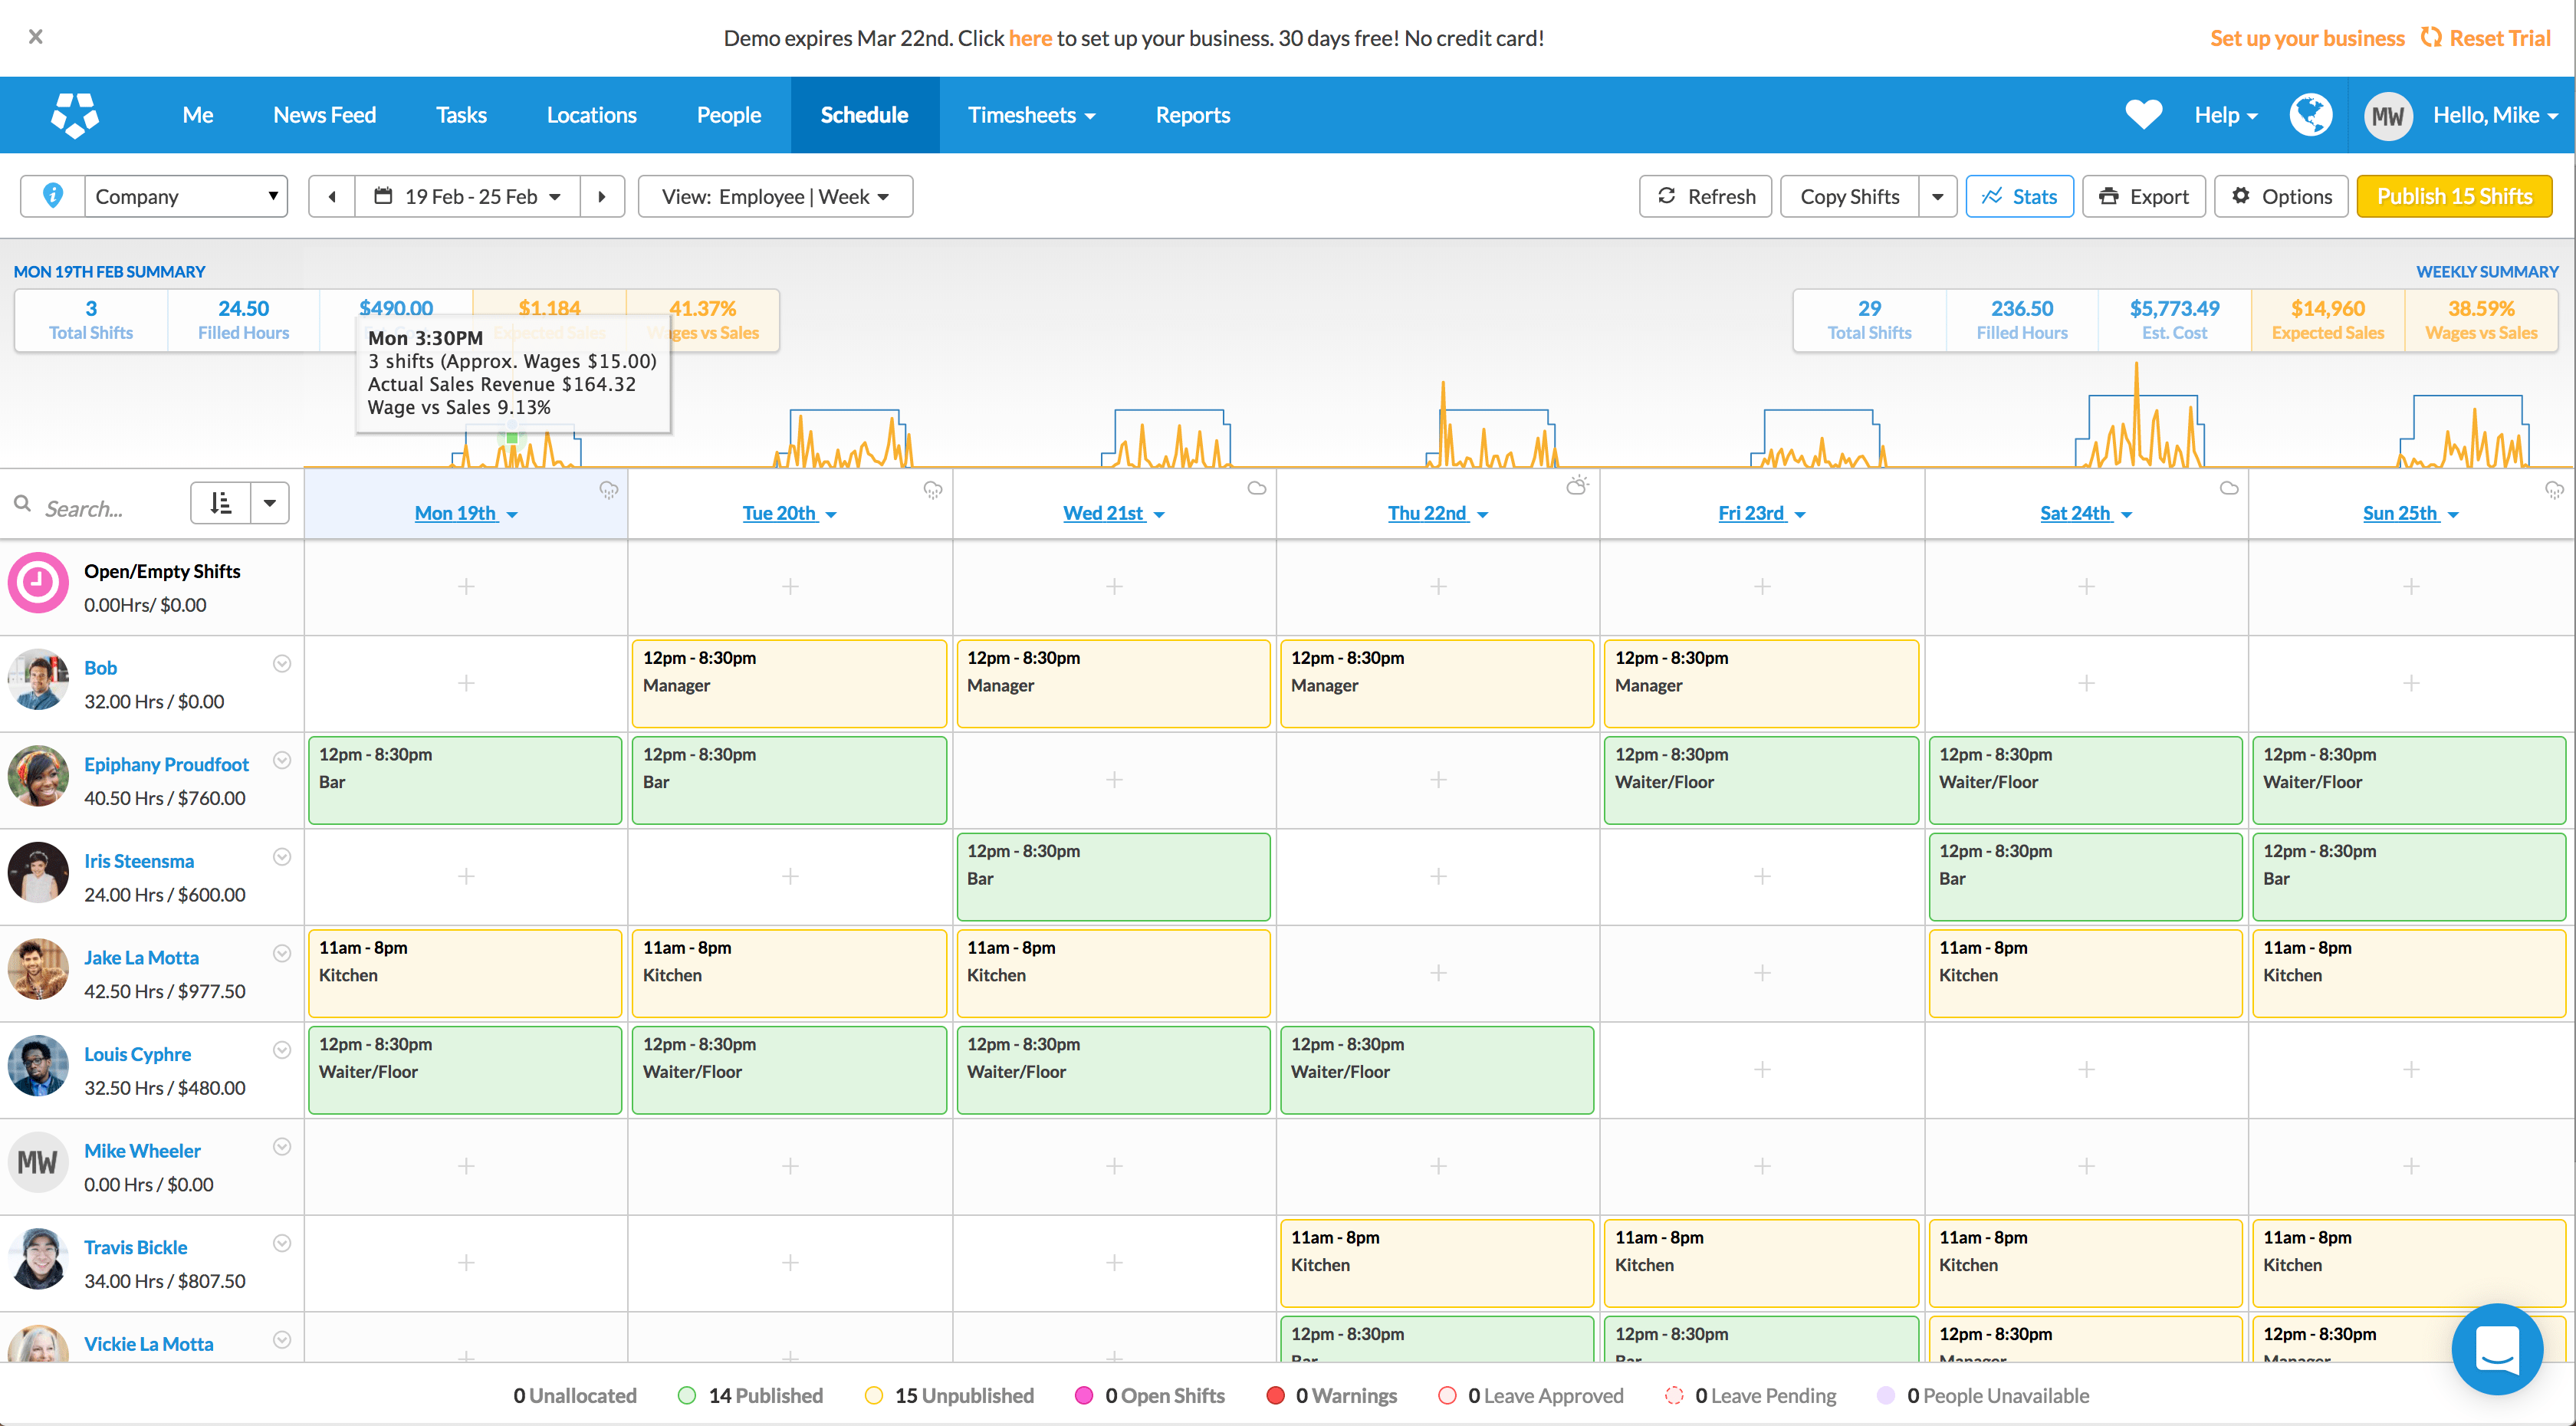 ×
Demo expires Mar 22nd. Click here to set up your business. 30 days free! No credit card!
Set up your business Reset Trial
Me News Feed Tasks Locations People Schedule Timesheets Reports
Help MW Hello, Mike
Company 19 Feb - 25 Feb View: Employee | Week
Refresh Copy Shifts Stats Export Options Publish 15 Shifts
MON 19TH FEB SUMMARY
3 24.50 $490.00 $1,184 41.37%
Total Shifts Filled Hours Expected Sales Wages vs Sales
WEEKLY SUMMARY
29 236.50 $5,773.49 $14,960 38.59%
Total Shifts Filled Hours Est. Cost Expected Sales Wages vs Sales
Mon 3:30PM
3 shifts (Approx. Wages $15.00)
Actual Sales Revenue $164.32
Wage vs Sales 9.13%
Search...
Mon 19th Tue 20th Wed 21st Thu 22nd Fri 23rd Sat 24th Sun 25th
Open/Empty Shifts
0.00Hrs/ $0.00
Bob
32.00 Hrs / $0.00
12pm - 8:30pm 12pm - 8:30pm 12pm - 8:30pm 12pm - 8:30pm
Manager Manager Manager Manager
Epiphany Proudfoot
40.50 Hrs / $760.00
12pm - 8:30pm 12pm - 8:30pm 12pm - 8:30pm 12pm - 8:30pm 12pm - 8:30pm
Bar Bar Waiter/Floor Waiter/Floor Waiter/Floor
Iris Steensma
24.00 Hrs / $600.00
12pm - 8:30pm 12pm - 8:30pm 12pm - 8:30pm
Bar Bar Bar
Jake La Motta
42.50 Hrs / $977.50
11am - 8pm 11am - 8pm 11am - 8pm 11am - 8pm 11am - 8pm
Kitchen Kitchen Kitchen Kitchen Kitchen
Louis Cyphre
32.50 Hrs / $480.00
12pm - 8:30pm 12pm - 8:30pm 12pm - 8:30pm 12pm - 8:30pm
Waiter/Floor Waiter/Floor Waiter/Floor Waiter/Floor
MW
Mike Wheeler
0.00 Hrs / $0.00
Travis Bickle
34.00 Hrs / $807.50
11am - 8pm 11am - 8pm 11am - 8pm 11am - 8pm
Kitchen Kitchen Kitchen Kitchen
Vickie La Motta
12pm - 8:30pm 12pm - 8:30pm 12pm - 8:30pm 12pm - 8:30pm
Bar Bar Manager Manager
0 Unallocated 14 Published 15 Unpublished 0 Open Shifts 0 Warnings 0 Leave Approved 0 Leave Pending 0 People Unavailable